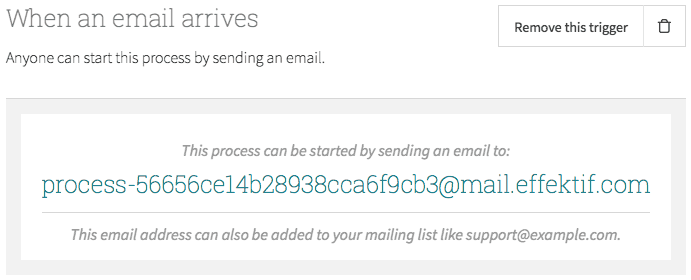 When an email arrives
Remove this trigger
Anyone can start this process by sending an email.
This process can be started by sending an email to:
process-56656ce14b28938cca6f9cb3@mail.effektif.com
This email address can also be added to your mailing list like support@example.com.